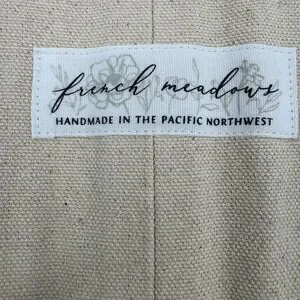 french meadows
HANDMADE IN THE PACIFIC NORTHWEST